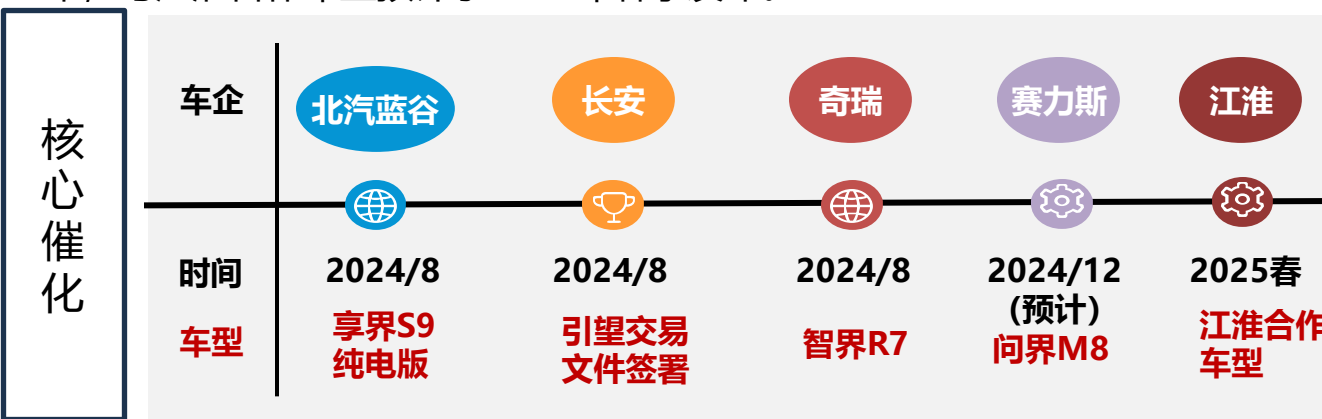 核心催化
车企 北汽蓝谷 长安 奇瑞 赛力斯 江淮
时间 2024/8 2024/8 2024/8 2024/12 2025春
(预计)
车型 享界S9 引望交易 智界R7 问界M8 江淮合作
纯电版 文件签署 车型